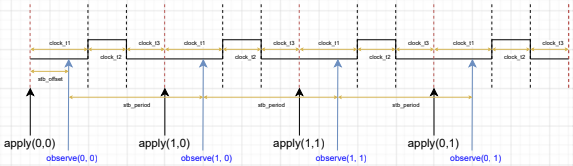 clock_t1 clock_t3 clock_t1 clock_t3 clock_t1 clock_t3 clock_t1
clock_t2 clock_t2 clock_t2 clock_t2
stb_offset
stb_period stb_period stb_period
apply(0,0) apply(1,0) apply(1,1) apply(0,1)
observe(0, 0) observe(1, 0) observe(1, 1) observe(0, 1)